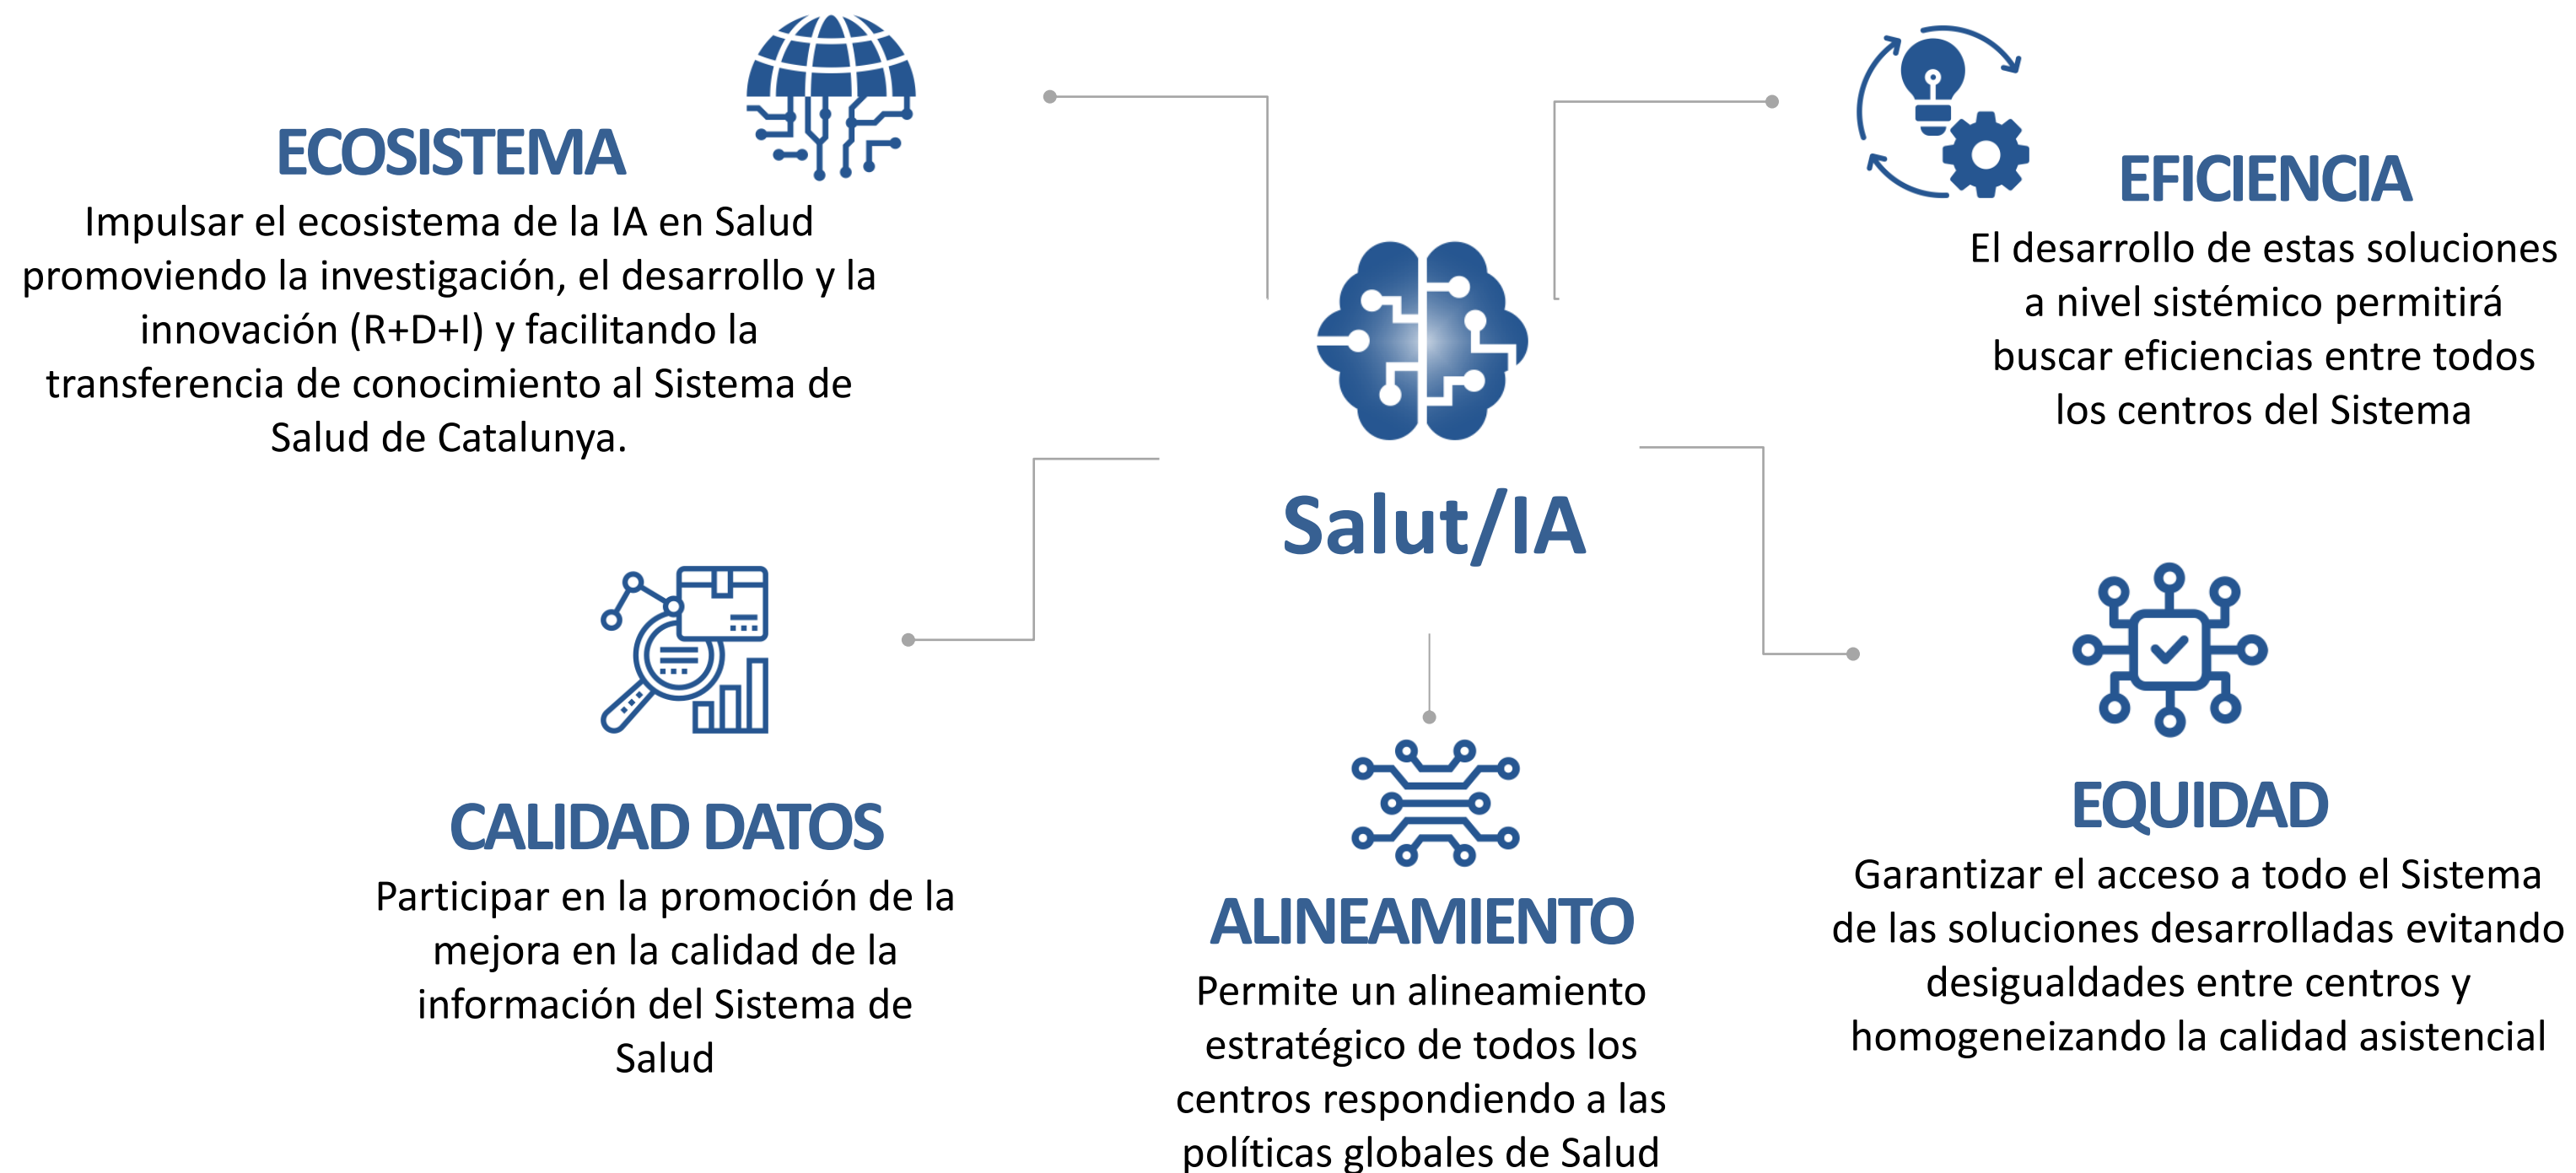 ECOSISTEMA
Impulsar el ecosistema de la IA en Salud
promoviendo la investigación, el desarrollo y la
innovación (R+D+I) y facilitando la
transferencia de conocimiento al Sistema de
Salud de Catalunya.
EFICIENCIA
El desarrollo de estas soluciones
a nivel sistémico permitirá
buscar eficiencias entre todos
los centros del Sistema
Salut/IA
CALIDAD DATOS
Participar en la promoción de la
mejora en la calidad de la
información del Sistema de
Salud
ALINEAMIENTO
Permite un alineamiento
estratégico de todos los
centros respondiendo a las
políticas globales de Salud
EQUIDAD
Garantizar el acceso a todo el Sistema
de las soluciones desarrolladas evitando
desigualdades entre centros y
homogeneizando la calidad asistencial